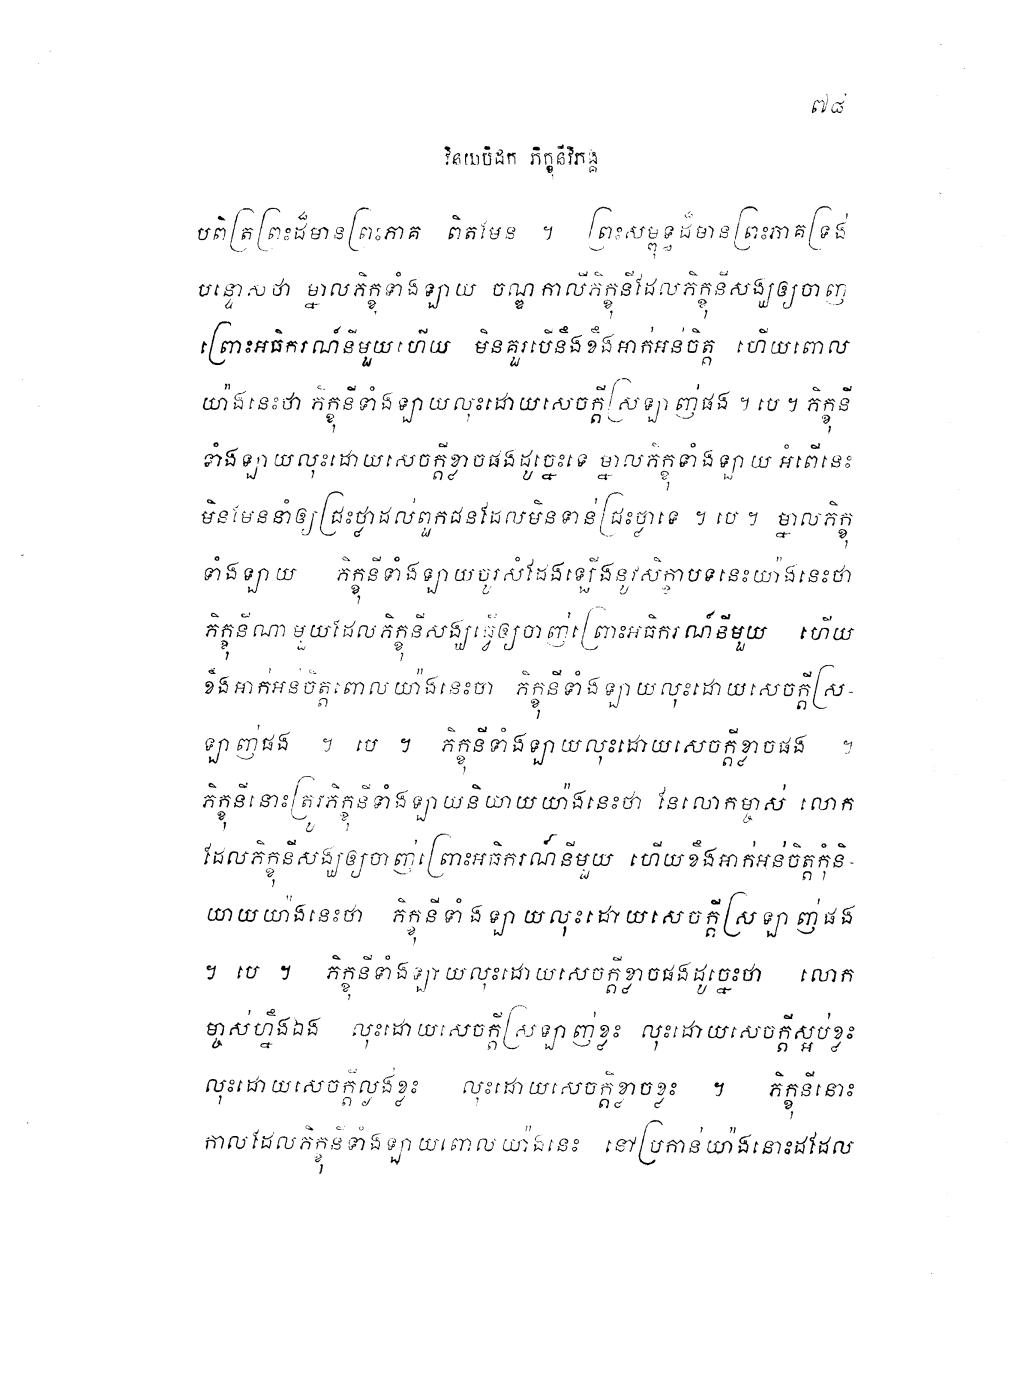 ៧៨
វិនយបិដក ភិក្ខុនីវិភង្គ
បពិត្រព្រះដ៏មានព្រះភាគ ពិតមែន ។ ព្រះសម្ពុទ្ធដ៏មានព្រះភាគទ្រង់
បន្ទោសថា ម្នាលភិក្ខុទាំងឡាយ ចណ្ឌកាលីភិក្ខុនីដែលភិក្ខុនីសង្ឃឲ្យចាញ់
ព្រោះអធិករណ៍នីមួយហើយ មិនគួរបើនឹងខឹងអាក់អន់ចិត្ត ហើយពោល
យ៉ាងនេះថា ភិក្ខុនីទាំងឡាយលុះដោយសេចក្តីស្រឡាញ់ផង ។ បេ ។ ភិក្ខុនី
ទាំងឡាយលុះដោយសេចក្តីខ្លាចផងដូច្នេះទេ ម្នាលភិក្ខុទាំងឡាយ អំពើនេះ
មិនមែននាំឲ្យជ្រះថ្លាដល់ពួកជនដែលមិនទាន់ជ្រះថ្លាទេ ។ បេ ។ ម្នាលភិក្ខុ
ទាំងឡាយ ភិក្ខុនីទាំងឡាយចូរសំដែងឡើងនូវសិក្ខាបទនេះយ៉ាងនេះថា
ភិក្ខុនីណាមួយដែលភិក្ខុនីសង្ឃធ្វើឲ្យចាញ់ព្រោះអធិករណ៍នីមួយ ហើយ
ខឹងអាក់អន់ចិត្តពោលយ៉ាងនេះថា ភិក្ខុនីទាំងឡាយលុះដោយសេចក្តីស្រ-
ឡាញ់ផង ។ បេ ។ ភិក្ខុនីទាំងឡាយលុះដោយសេចក្តីខ្លាចផង ។
ភិក្ខុនីនោះត្រូវភិក្ខុនីទាំងឡាយនិយាយយ៉ាងនេះថា នែលោកម្ចាស់ លោក
ដែលភិក្ខុនីសង្ឃឲ្យចាញ់ព្រោះអធិករណ៍នីមួយ ហើយខឹងអាក់អន់ចិត្តកុំនិ-
យាយយ៉ាងនេះថា ភិក្ខុនីទាំងឡាយលុះដោយសេចក្តីស្រឡាញ់ផង
។ បេ ។ ភិក្ខុនីទាំងឡាយលុះដោយសេចក្តីខ្លាចផងដូច្នេះថា លោក
ម្ចាស់ហ្នឹងឯង លុះដោយសេចក្តីស្រឡាញ់ខ្លះ លុះដោយសេចក្តីស្អប់ខ្លះ
លុះដោយសេចក្តីល្ងង់ខ្លះ លុះដោយសេចក្តីខ្លាចខ្លះ ។ ភិក្ខុនីនោះ
កាលដែលភិក្ខុនីទាំងឡាយពោលយ៉ាងនេះ នៅប្រកាន់យ៉ាងនោះដដែល